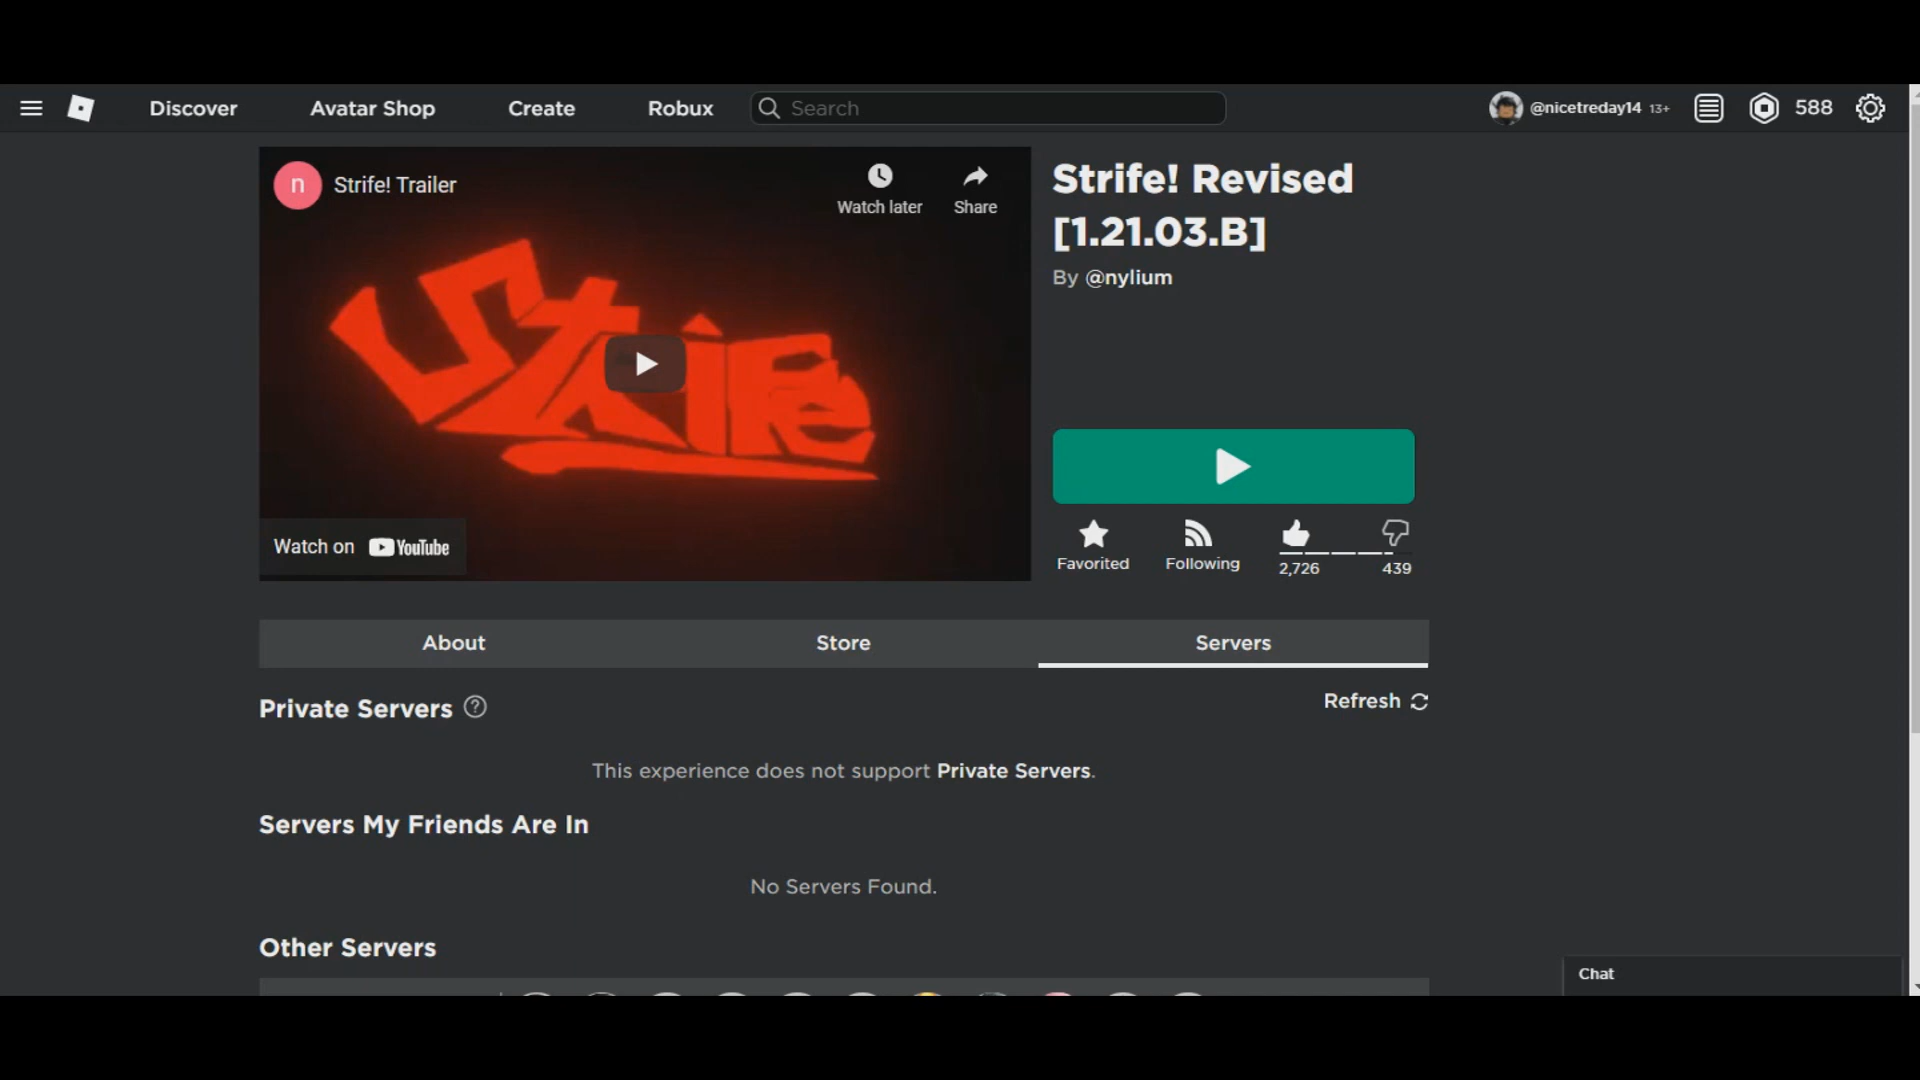 Discover Avatar Shop Create Robux Search @nicetreday14 13+ 588
n Strife! Trailer Watch later Share
Strife
Watch on YouTube
Strife! Revised
[1.21.03.B]
By @nylium
Favorited Following 2,726 439
About Store Servers
Private Servers ? Refresh
This experience does not support Private Servers.
Servers My Friends Are In
No Servers Found.
Other Servers
Chat